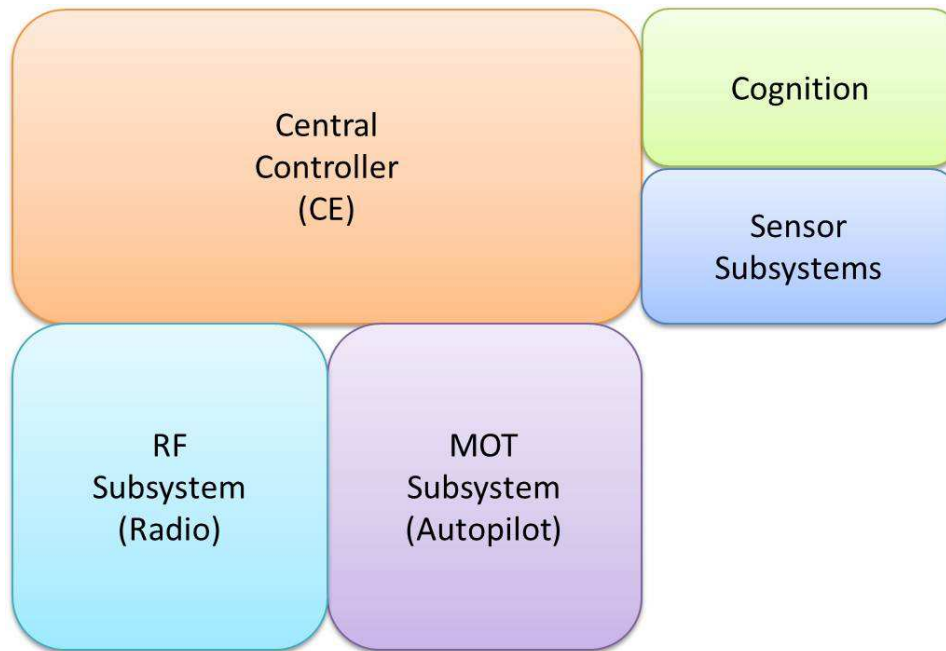 Central
Controller
(CE)
Cognition
Sensor
Subsystems
RF
Subsystem
(Radio)
MOT
Subsystem
(Autopilot)